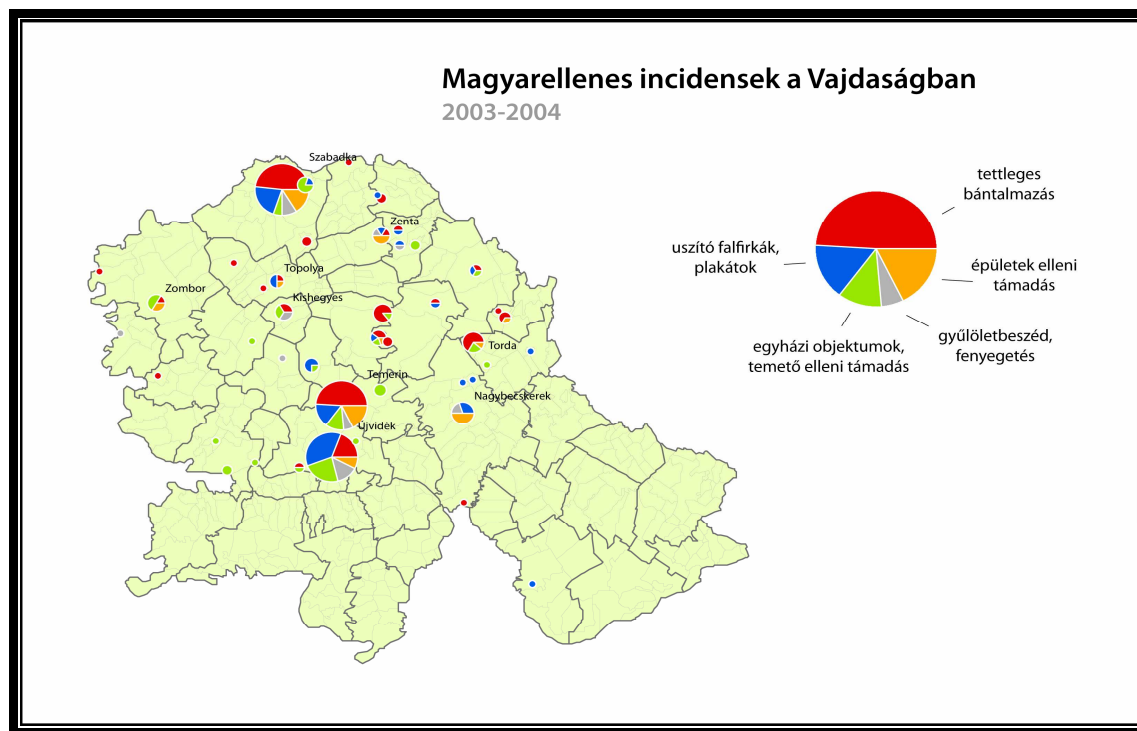 Magyarellenes incidensek a Vajdaságban
2003-2004
Szabadka
Zenta
Topolya
Zombor
Kishegyes
Torda
Temerin
Nagybecskerek
Újvidék
tettleges
bántalmazás
uszító falfirkák,
plakátok
épületek elleni
támadás
gyűlöletbeszéd,
fenyegetés
egyházi objektumok,
temető elleni támadás